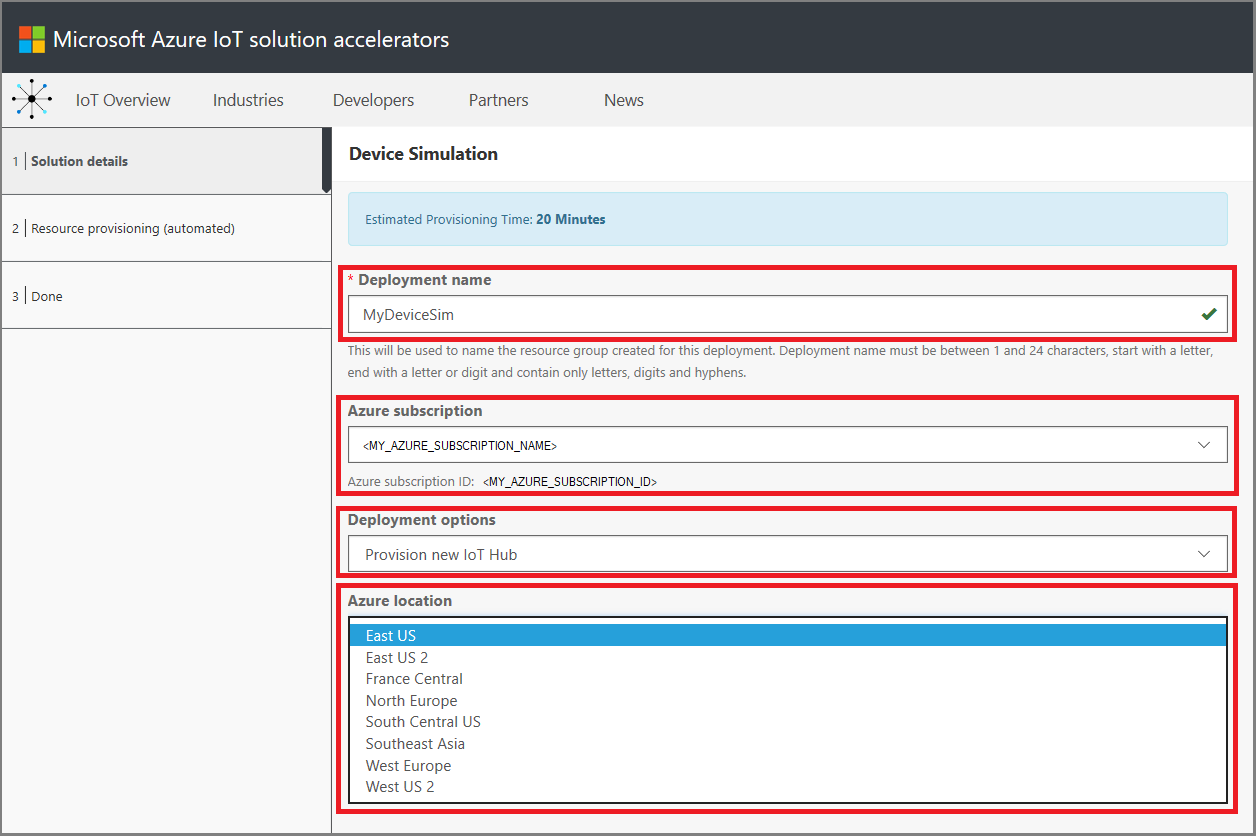 Microsoft Azure IoT solution accelerators
IoT Overview Industries Developers Partners News
1 Solution details
2 Resource provisioning (automated)
3 Done
Device Simulation
Estimated Provisioning Time: 20 Minutes
* Deployment name
MyDeviceSim
This will be used to name the resource group created for this deployment. Deployment name must be between 1 and 24 characters, start with a letter,
end with a letter or digit and contain only letters, digits and hyphens.
Azure subscription
<MY_AZURE_SUBSCRIPTION_NAME>
Azure subscription ID: <MY_AZURE_SUBSCRIPTION_ID>
Deployment options
Provision new IoT Hub
Azure location
East US
East US 2
France Central
North Europe
South Central US
Southeast Asia
West Europe
West US 2